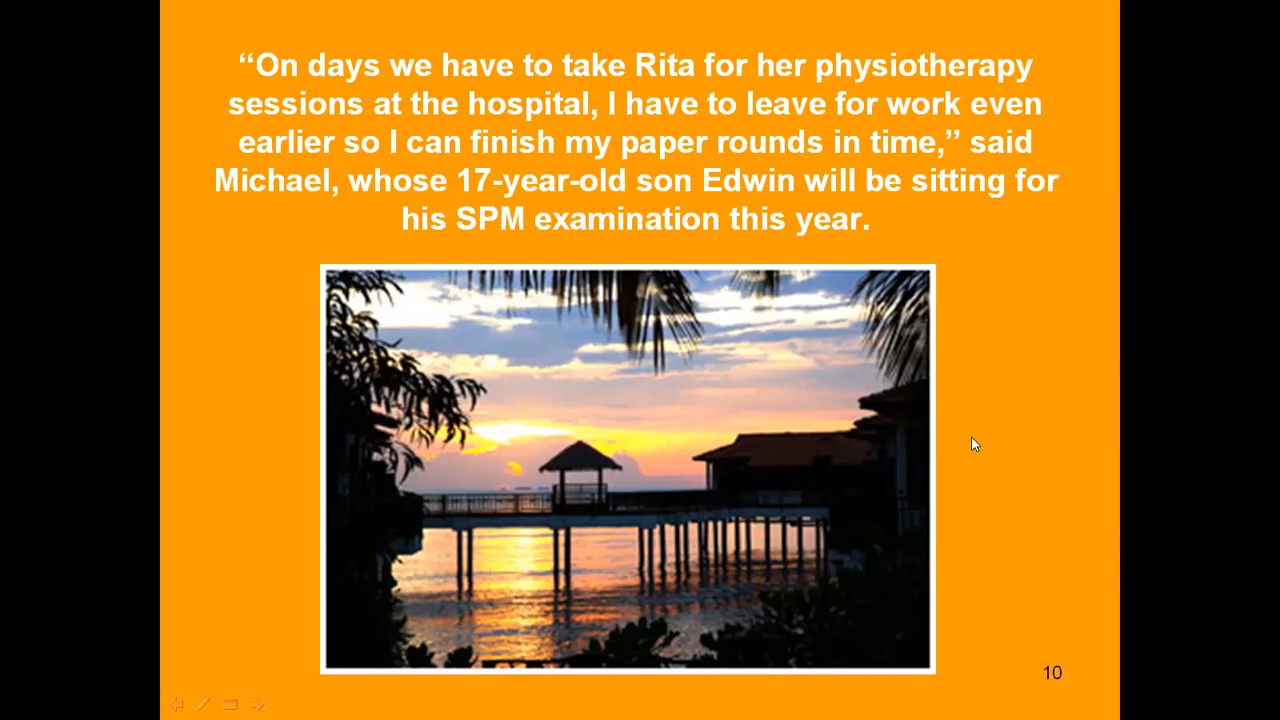 “On days we have to take Rita for her physiotherapy
sessions at the hospital, I have to leave for work even
earlier so I can finish my paper rounds in time,” said
Michael, whose 17-year-old son Edwin will be sitting for
his SPM examination this year.
10